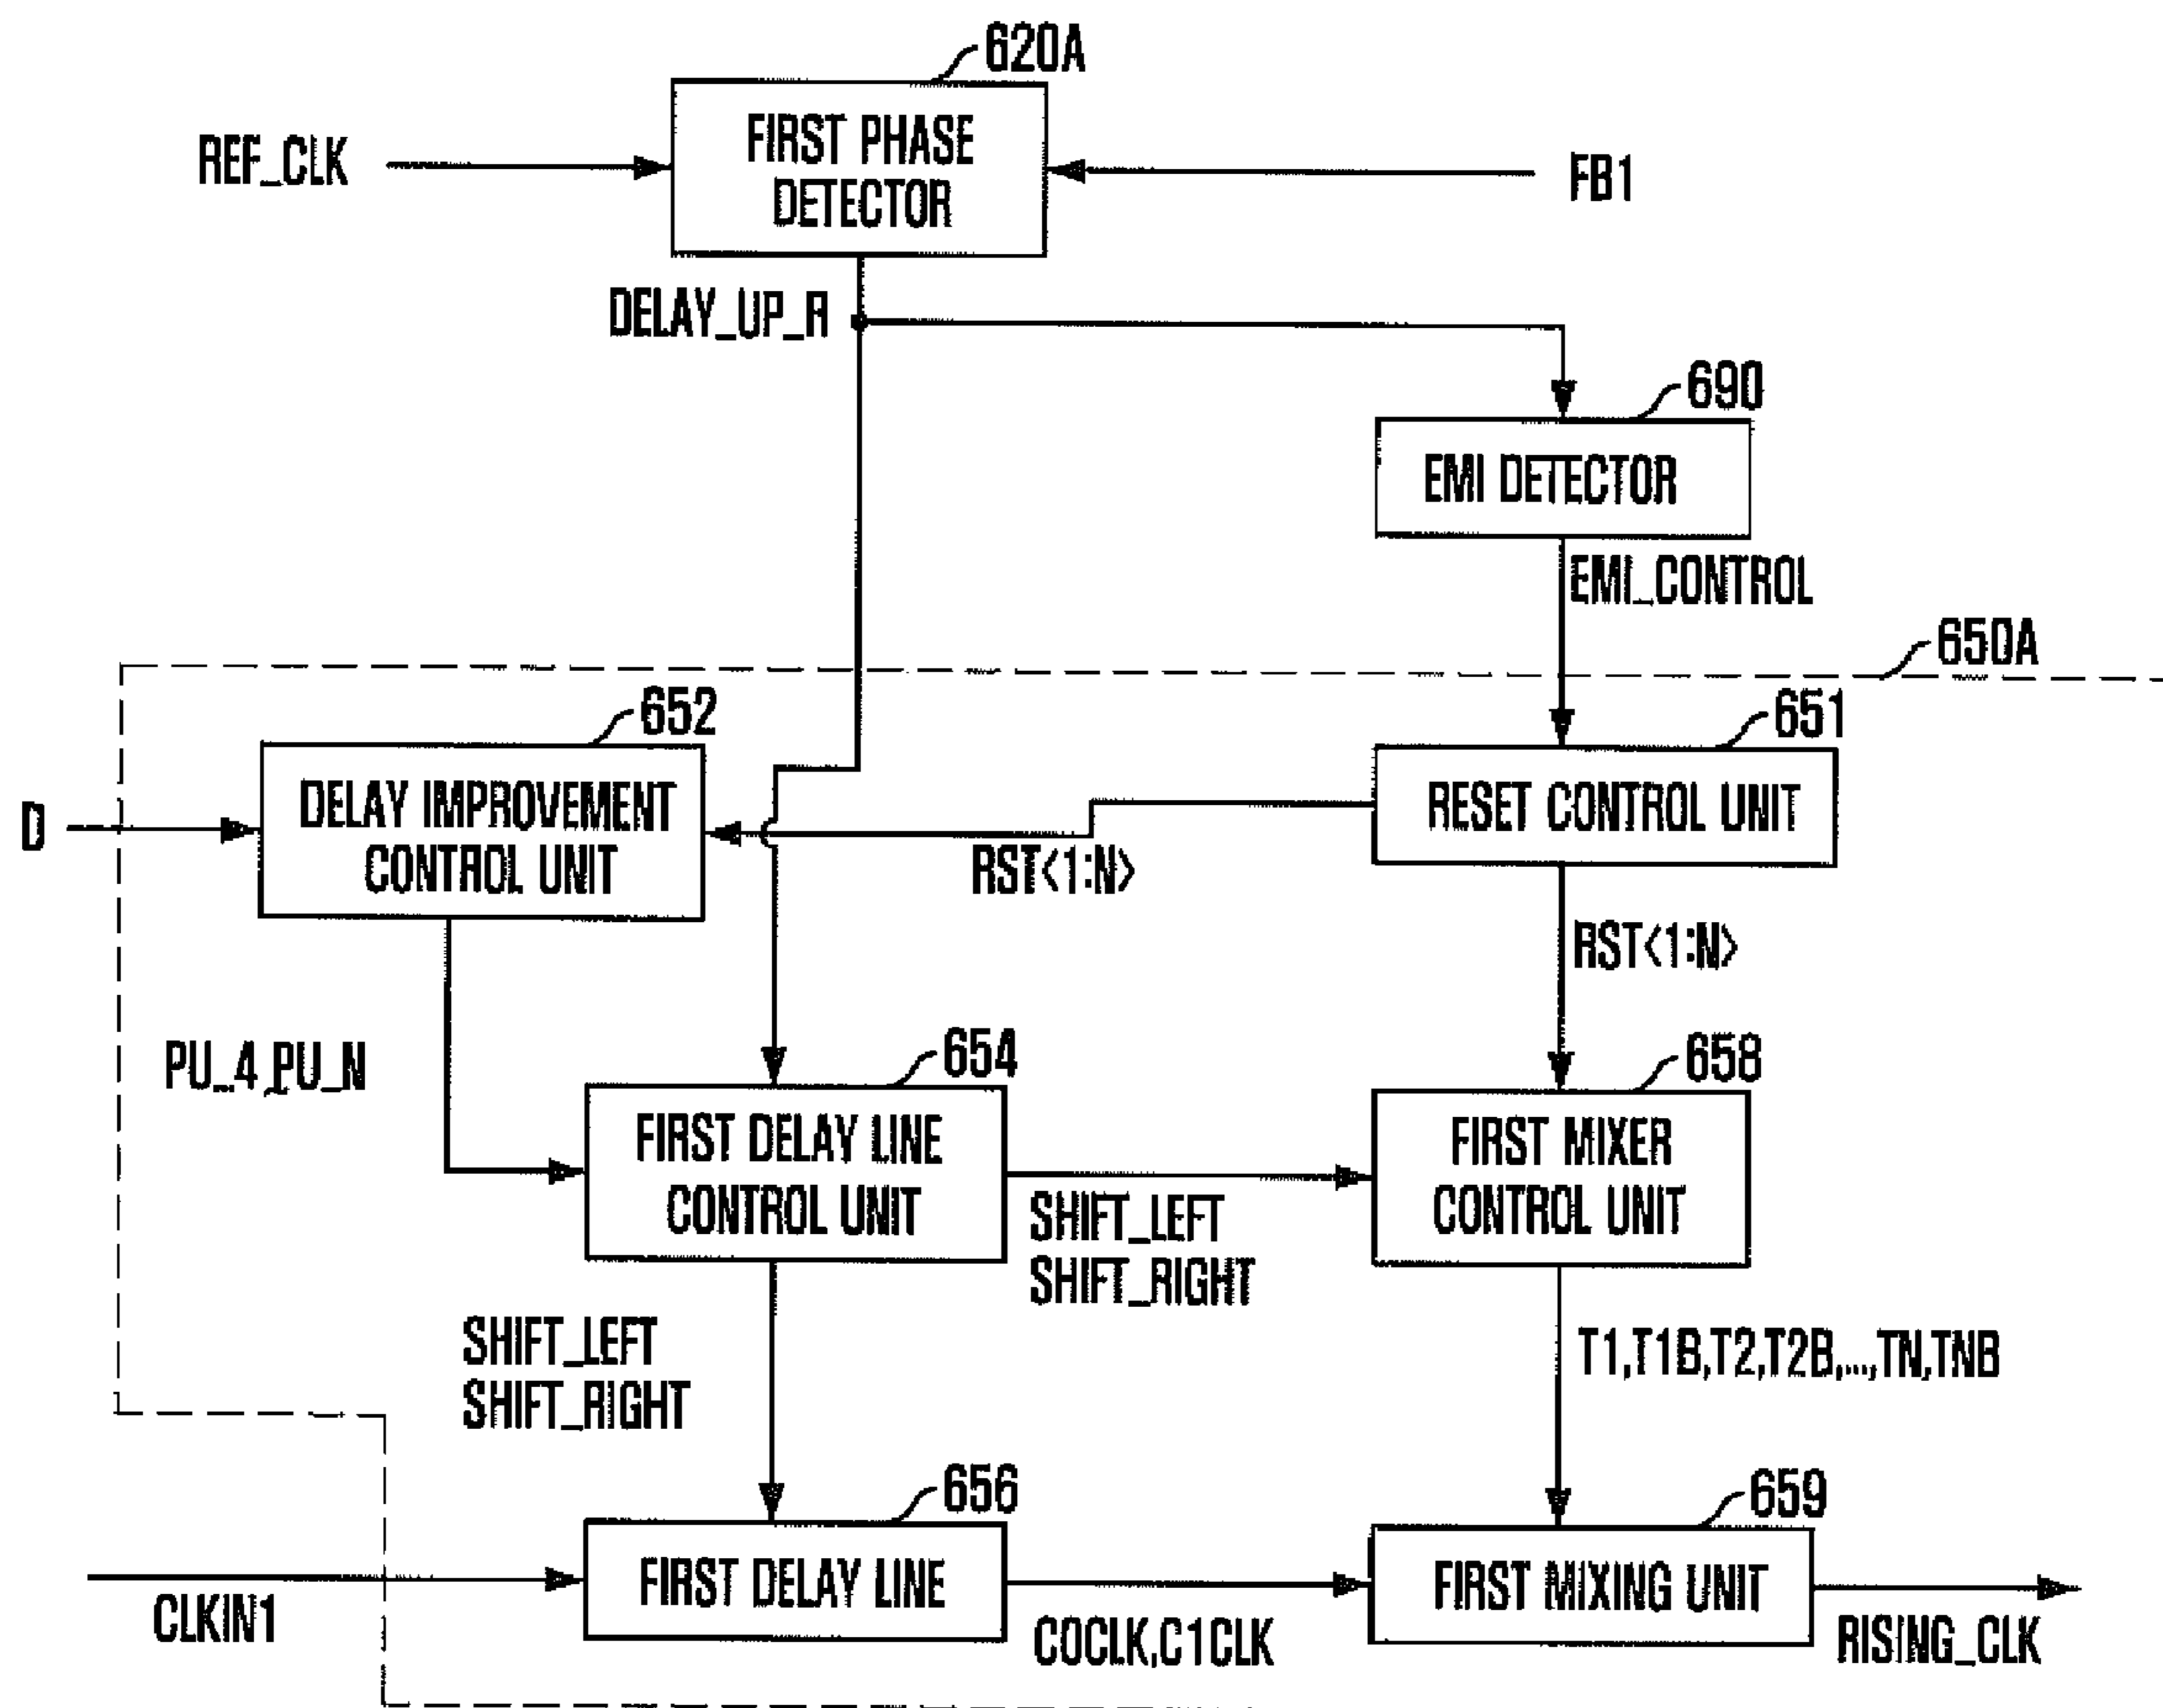 620A
FIRST PHASE
DETECTOR
REF_CLK
FB1
DELAY_UP_R
690
EMI DETECTOR
EMI_CONTROL
650A
652
651
DELAY IMPROVEMENT
CONTROL UNIT
RESET CONTROL UNIT
D
RST<1:N>
RST<1:N>
PU_4,PU_N
654
658
FIRST DELAY LINE
CONTROL UNIT
FIRST MIXER
CONTROL UNIT
SHIFT_LEFT
SHIFT_RIGHT
SHIFT_LEFT
SHIFT_RIGHT
T1,T1B,T2,T2B,...,TN,TNB
656
659
FIRST DELAY LINE
FIRST MIXING UNIT
CLKIN1
C0CLK,C1CLK
RISING_CLK